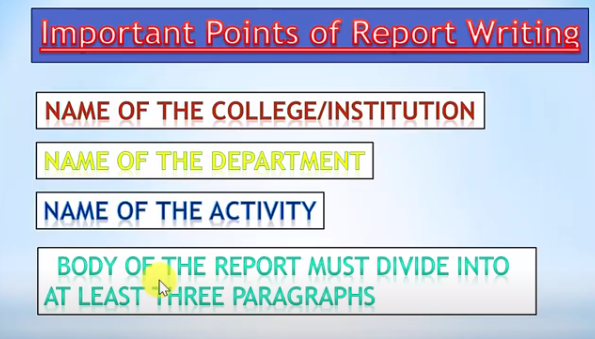 Important Points of Report Writing
NAME OF THE COLLEGE/INSTITUTION
NAME OF THE DEPARTMENT
NAME OF THE ACTIVITY
BODY OF THE REPORT MUST DIVIDE INTO
AT LEAST THREE PARAGRAPHS